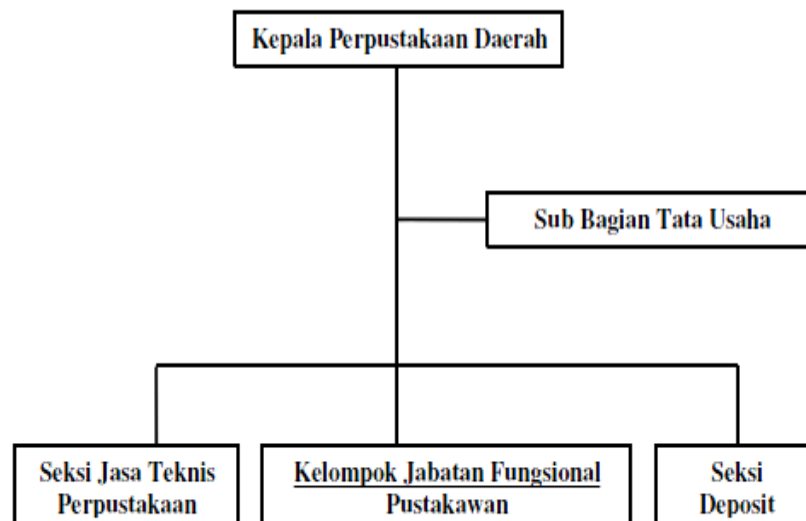 Kepala Perpustakaan Daerah
Sub Bagian Tata Usaha
Seksi Jasa Teknis
Perpustakaan
Kelompok Jabatan Fungsional
Pustakawan
Seksi
Deposit